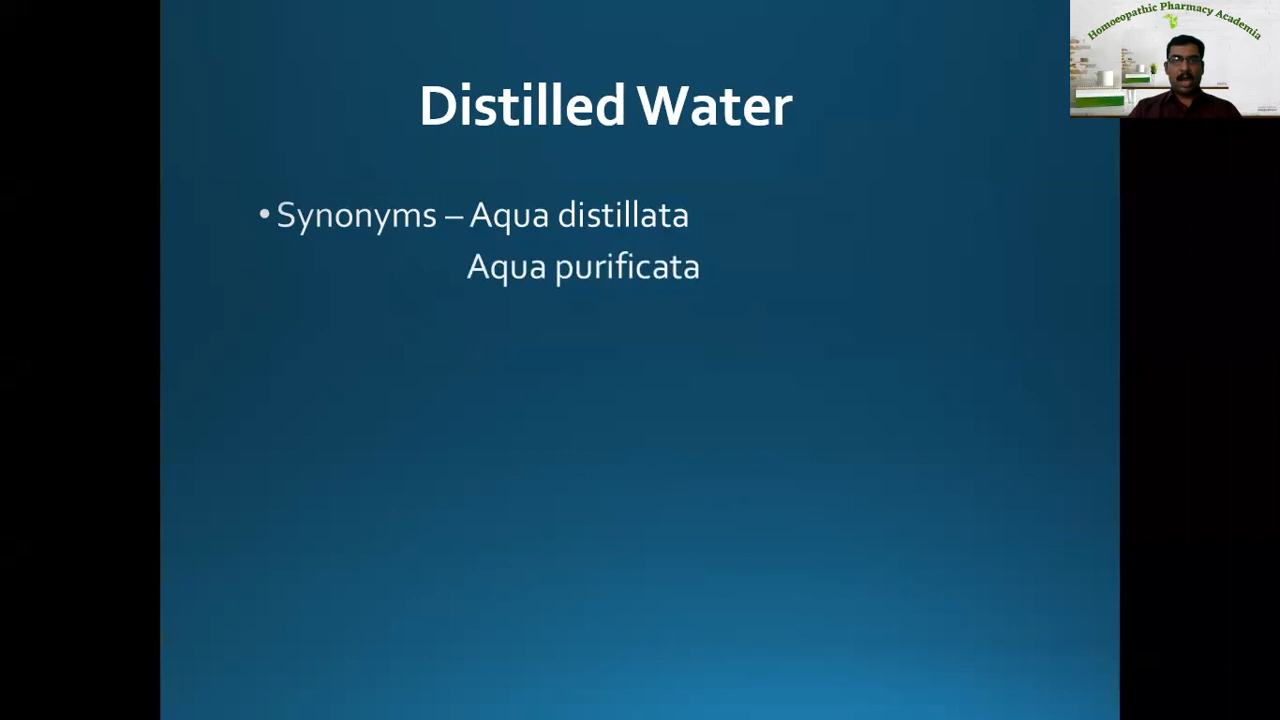 Homoeopathic Pharmacy Academia
Distilled Water
• Synonyms – Aqua distillata
Aqua purificata